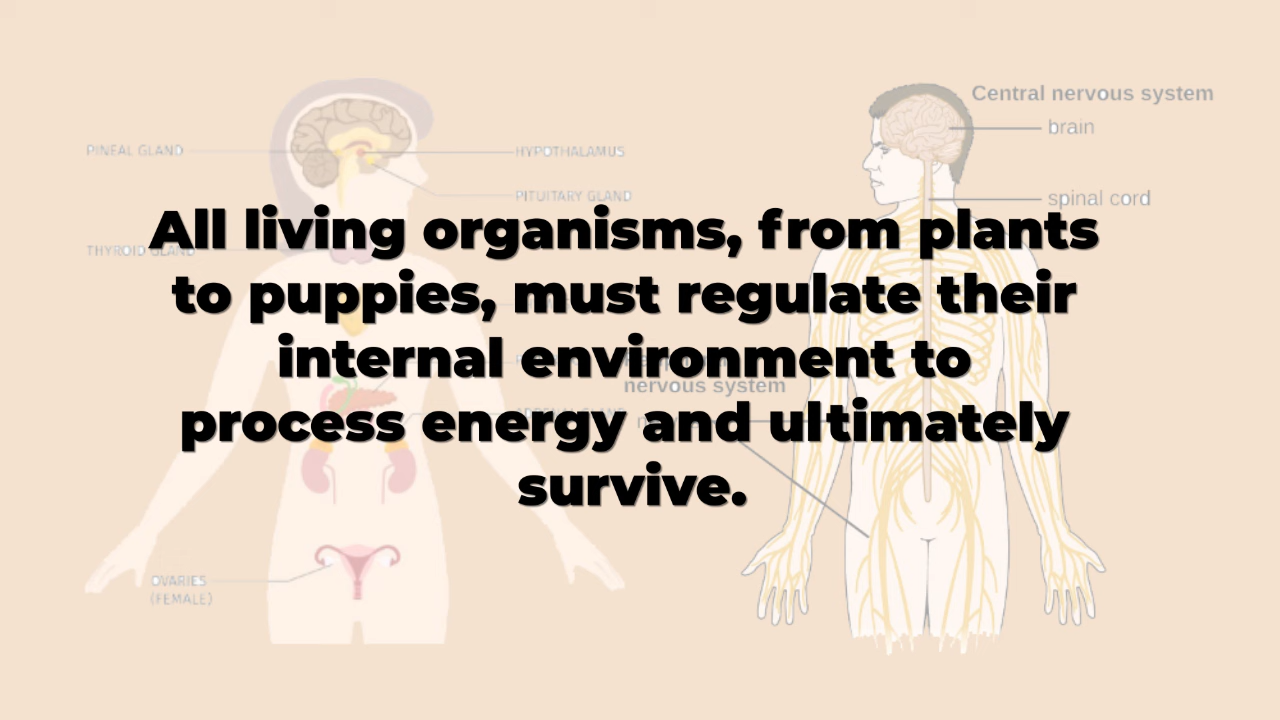 Central nervous system
brain
PINEAL GLAND
HYPOTHALAMUS
PITUITARY GLAND
spinal cord
All living organisms, from plants
THYROID GLAND
to puppies, must regulate their
internal environment to
nervous system
process energy and ultimately
survive.
OVARIES
(FEMALE)